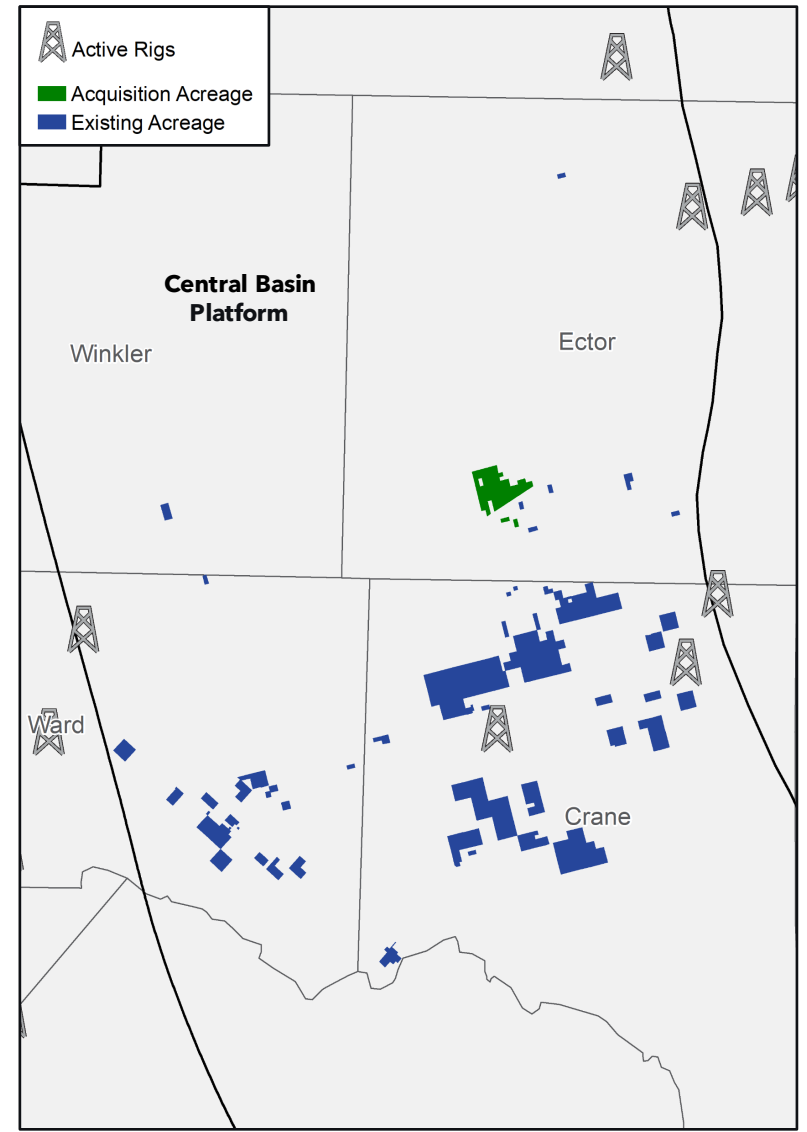 Active Rigs
Acquisition Acreage
Existing Acreage
Central Basin
Platform
Winkler
Ector
Ward
Crane